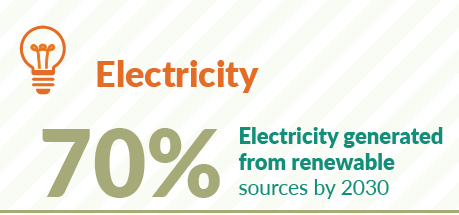 Electricity
70%
Electricity generated
from renewable
sources by 2030